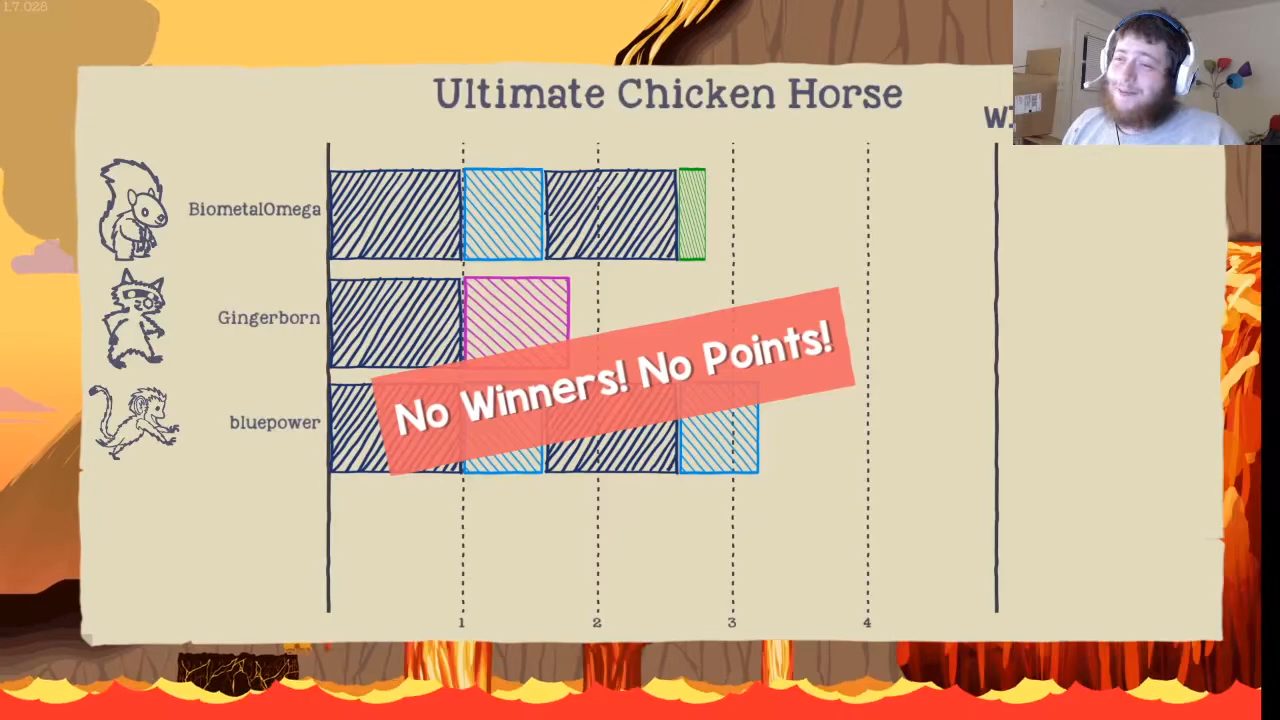 1.7.028
Ultimate Chicken Horse
BiometalOmega
Gingerborn
bluepower
No Winners! No Points!
1 2 3 4